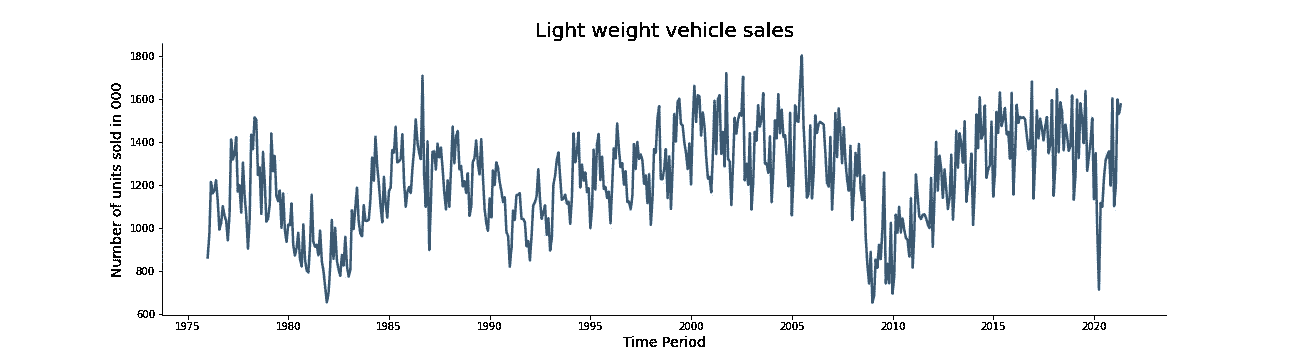 Light weight vehicle sales
Number of units sold in 000
1800
1600
1400
1200
1000
800
600
1975 1980 1985 1990 1995 2000 2005 2010 2015 2020
Time Period